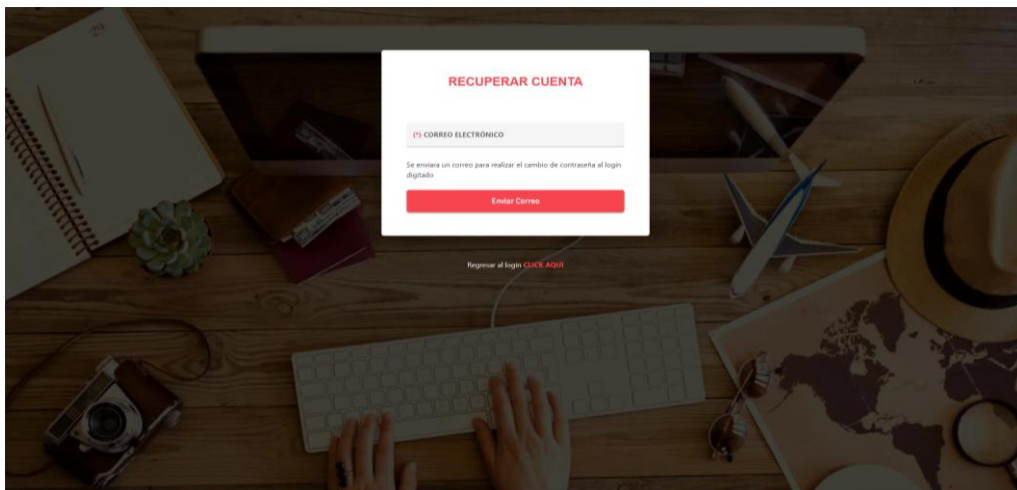 RECUPERAR CUENTA
(*) CORREO ELECTRÓNICO
Se enviara un correo para realizar el cambio de contraseña al login
digitado
Enviar Correo
Regresar al login CLICK AQUI